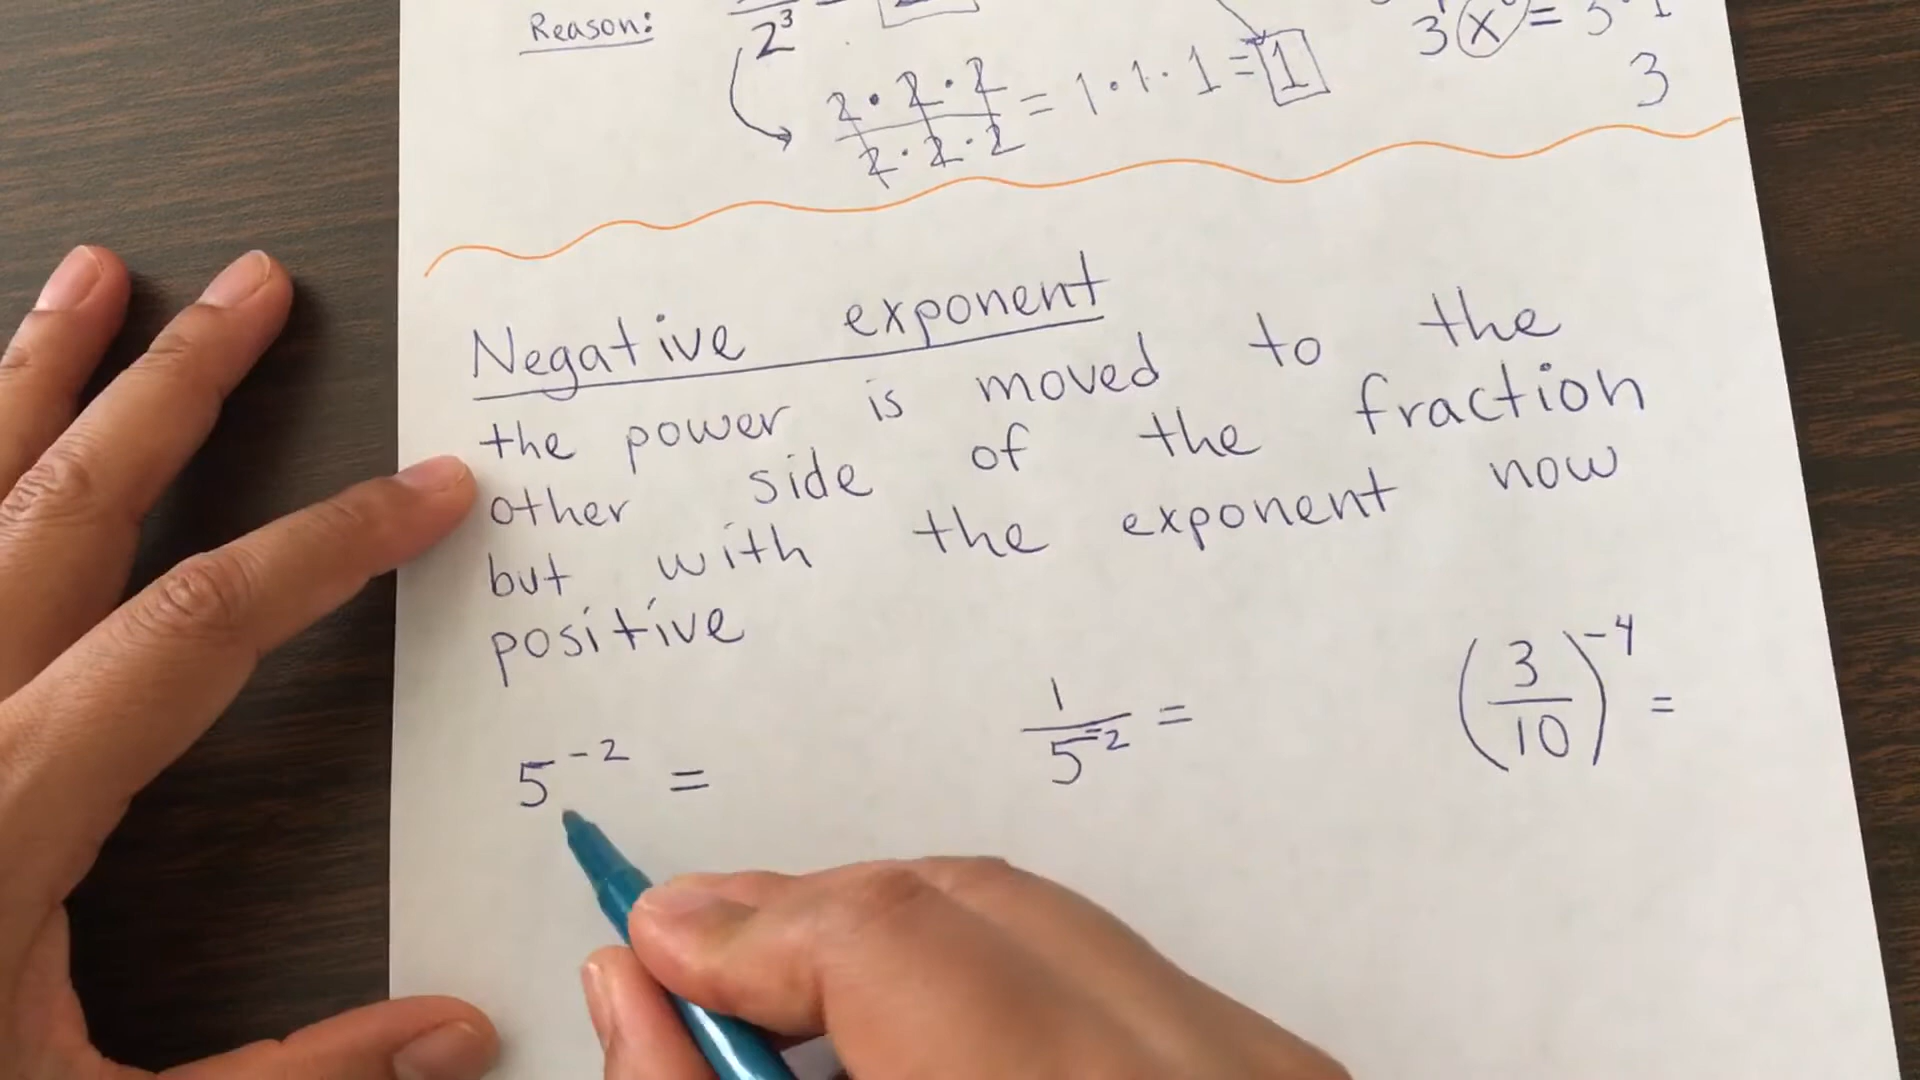 Reason: 2³
2 · 2 · 2 / 2 · 2 · 2 = 1 · 1 · 1 = 1
3 x =
3
Negative exponent
the power is moved to the
other side of the fraction
but with the exponent now
positive
5⁻² =
1 / 5⁻² =
(3/10)⁻⁴ =